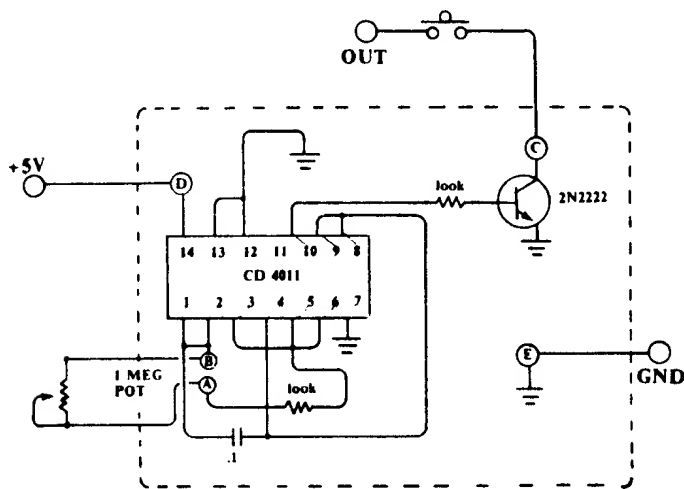 OUT
+5V
D
C
look
2N2222
14 13 12 11 10 9 8
CD 4011
1 2 3 4 5 6 7
B
1 MEG
POT
A
look
E
GND
.1